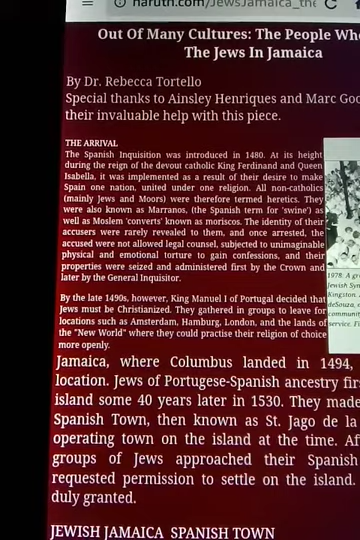 haruth.com/JewsJamaica_the
Out Of Many Cultures: The People Who
The Jews In Jamaica
By Dr. Rebecca Tortello
Special thanks to Ainsley Henriques and Marc Goo
their invaluable help with this piece.
THE ARRIVAL
The Spanish Inquisition was introduced in 1480. At its height
during the reign of the devout catholic King Ferdinand and Queen
Isabella, it was implemented as a result of their desire to make
Spain one nation, united under one religion. All non-catholics
(mainly Jews and Moors) were therefore termed heretics. They
were also known as Marranos, (the Spanish term for 'swine') as
well as Moslem 'converts' known as moriscos. The identity of their
accusers were rarely revealed to them, and once arrested, the
accused were not allowed legal counsel, subjected to unimaginable
physical and emotional torture to gain confessions, and their
properties were seized and administered first by the Crown and
later by the General Inquisitor.
1978: A gr
Jewish Syn
Kingston.
deSouza,
communit
service. Fi
By the late 1490s, however, King Manuel I of Portugal decided that
Jews must be Christianized. They gathered in groups to leave for
locations such as Amsterdam, Hamburg, London, and the lands of
the "New World" where they could practise their religion of choice
more openly.
Jamaica, where Columbus landed in 1494,
location. Jews of Portugese-Spanish ancestry firs
island some 40 years later in 1530. They made
Spanish Town, then known as St. Jago de la
operating town on the island at the time. Af
groups of Jews approached their Spanish
requested permission to settle on the island.
duly granted.
JEWISH JAMAICA SPANISH TOWN